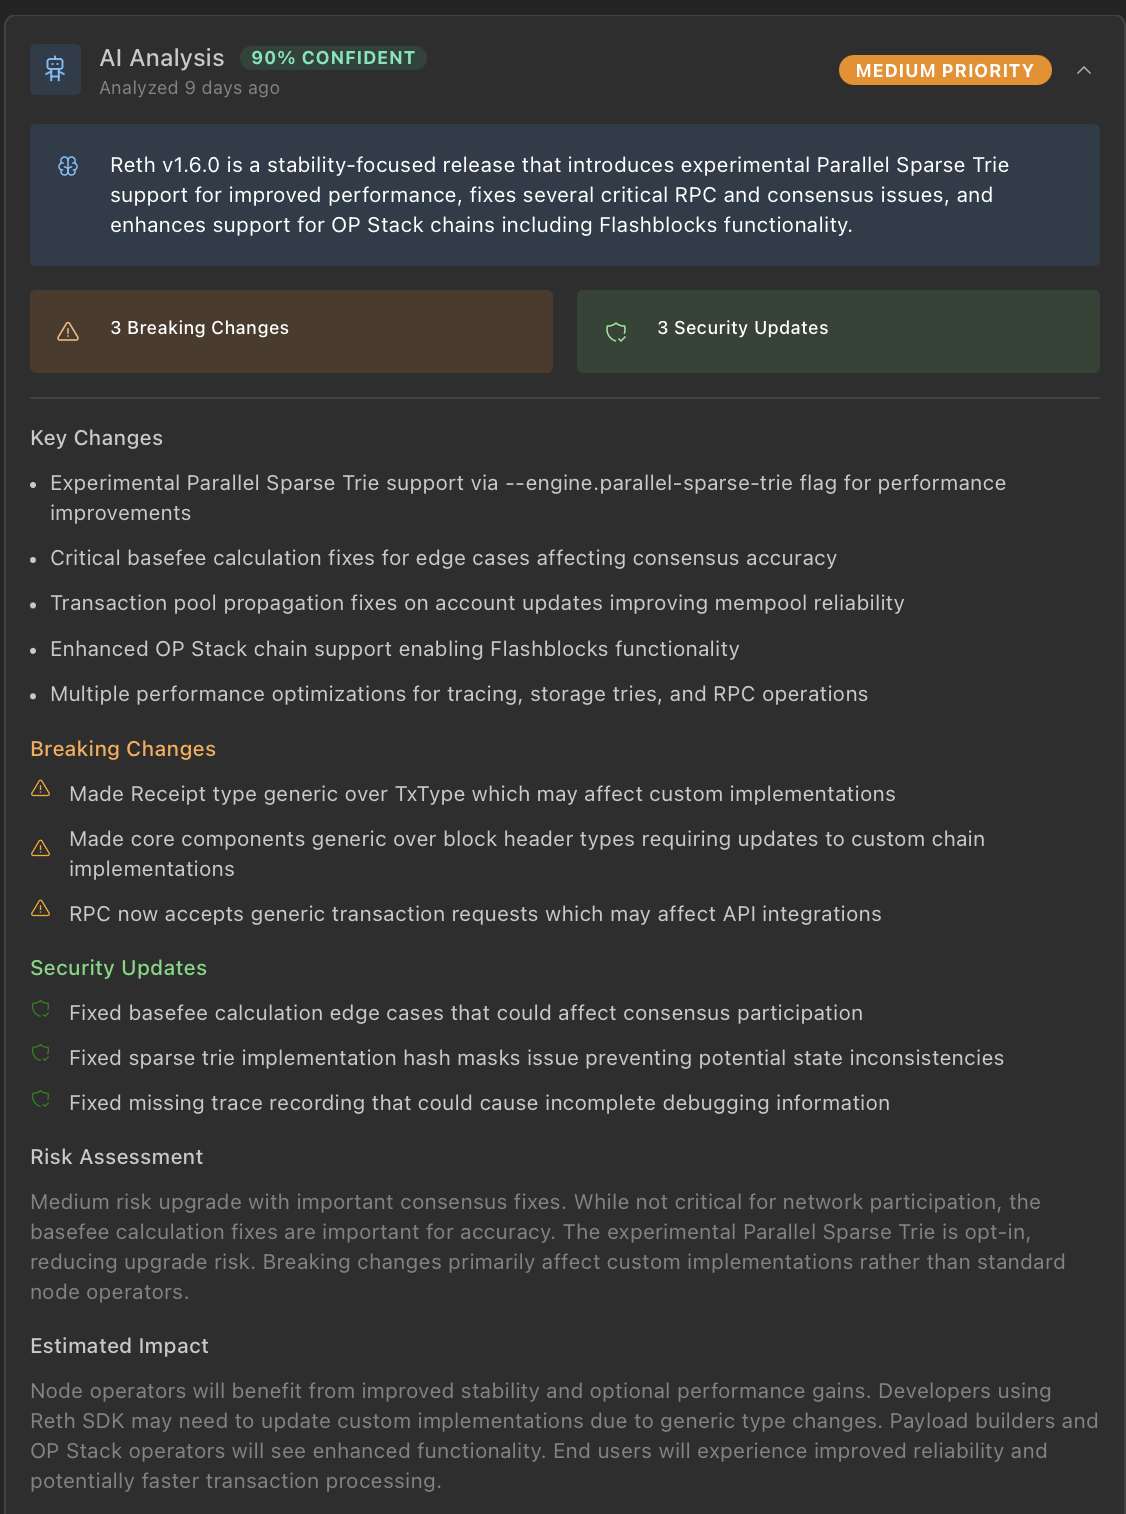 AI Analysis 90% CONFIDENT
Analyzed 9 days ago
MEDIUM PRIORITY
Reth v1.6.0 is a stability-focused release that introduces experimental Parallel Sparse Trie
support for improved performance, fixes several critical RPC and consensus issues, and
enhances support for OP Stack chains including Flashblocks functionality.
3 Breaking Changes
3 Security Updates
Key Changes
• Experimental Parallel Sparse Trie support via --engine.parallel-sparse-trie flag for performance
improvements
• Critical basefee calculation fixes for edge cases affecting consensus accuracy
• Transaction pool propagation fixes on account updates improving mempool reliability
• Enhanced OP Stack chain support enabling Flashblocks functionality
• Multiple performance optimizations for tracing, storage tries, and RPC operations
Breaking Changes
Made Receipt type generic over TxType which may affect custom implementations
Made core components generic over block header types requiring updates to custom chain
implementations
RPC now accepts generic transaction requests which may affect API integrations
Security Updates
Fixed basefee calculation edge cases that could affect consensus participation
Fixed sparse trie implementation hash masks issue preventing potential state inconsistencies
Fixed missing trace recording that could cause incomplete debugging information
Risk Assessment
Medium risk upgrade with important consensus fixes. While not critical for network participation, the
basefee calculation fixes are important for accuracy. The experimental Parallel Sparse Trie is opt-in,
reducing upgrade risk. Breaking changes primarily affect custom implementations rather than standard
node operators.
Estimated Impact
Node operators will benefit from improved stability and optional performance gains. Developers using
Reth SDK may need to update custom implementations due to generic type changes. Payload builders and
OP Stack operators will see enhanced functionality. End users will experience improved reliability and
potentially faster transaction processing.